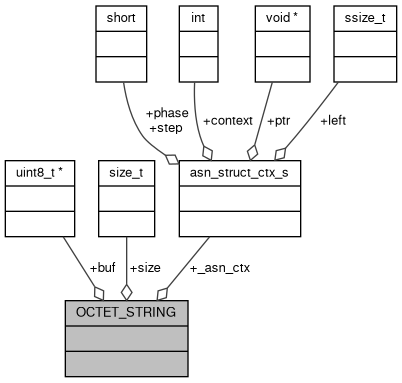 short
int
void *
ssize_t
+phase
+step
+context
+ptr
+left
uint8_t *
size_t
asn_struct_ctx_s
+buf
+size
+_asn_ctx
OCTET_STRING